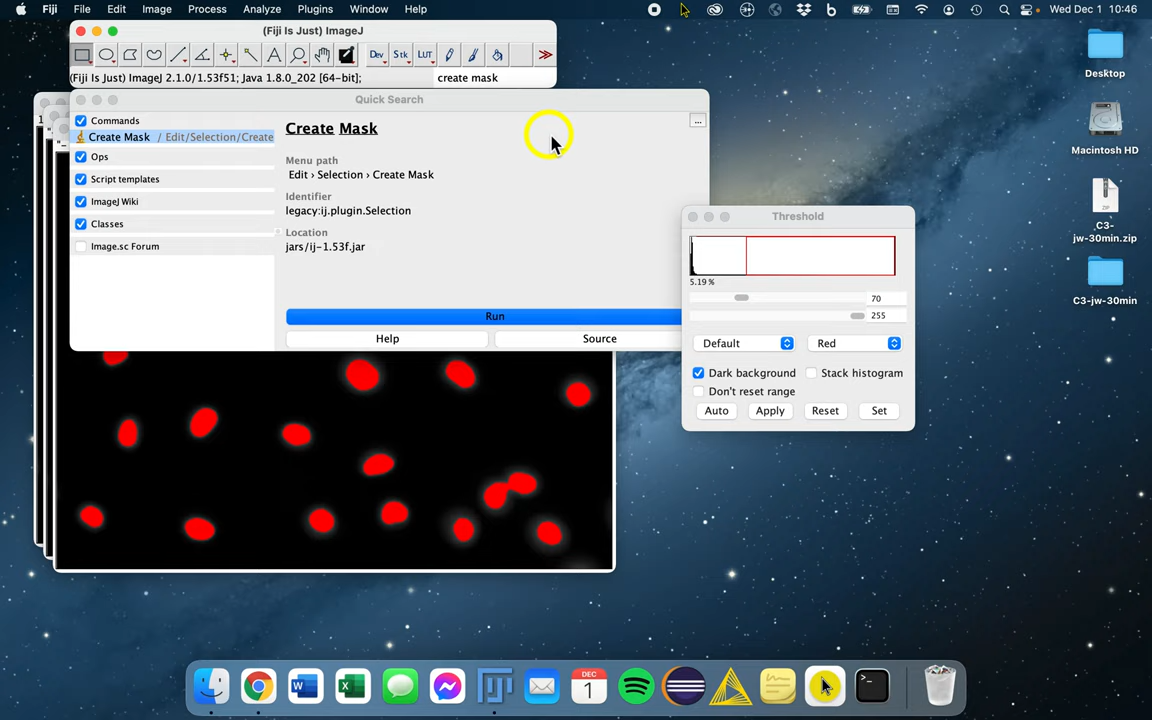 Fiji File Edit Image Process Analyze Plugins Window Help
Wed Dec 1 10:46
(Fiji Is Just) ImageJ
Dev Stk LUT
(Fiji Is Just) ImageJ 2.1.0/1.53f51; Java 1.8.0_202 [64-bit];
create mask
Quick Search
Commands
Create Mask / Edit/Selection/Create
Ops
Script templates
ImageJ Wiki
Classes
Image.sc Forum
Create Mask
...
Menu path
Edit › Selection › Create Mask
Identifier
legacy:ij.plugin.Selection
Location
jars/ij-1.53f.jar
Run
Help
Source
Threshold
5.19 %
70
255
Default
Red
Dark background
Stack histogram
Don't reset range
Auto
Apply
Reset
Set
Desktop
Macintosh HD
ZIP
C3-
jw-30min.zip
C3-jw-30min
DEC
1